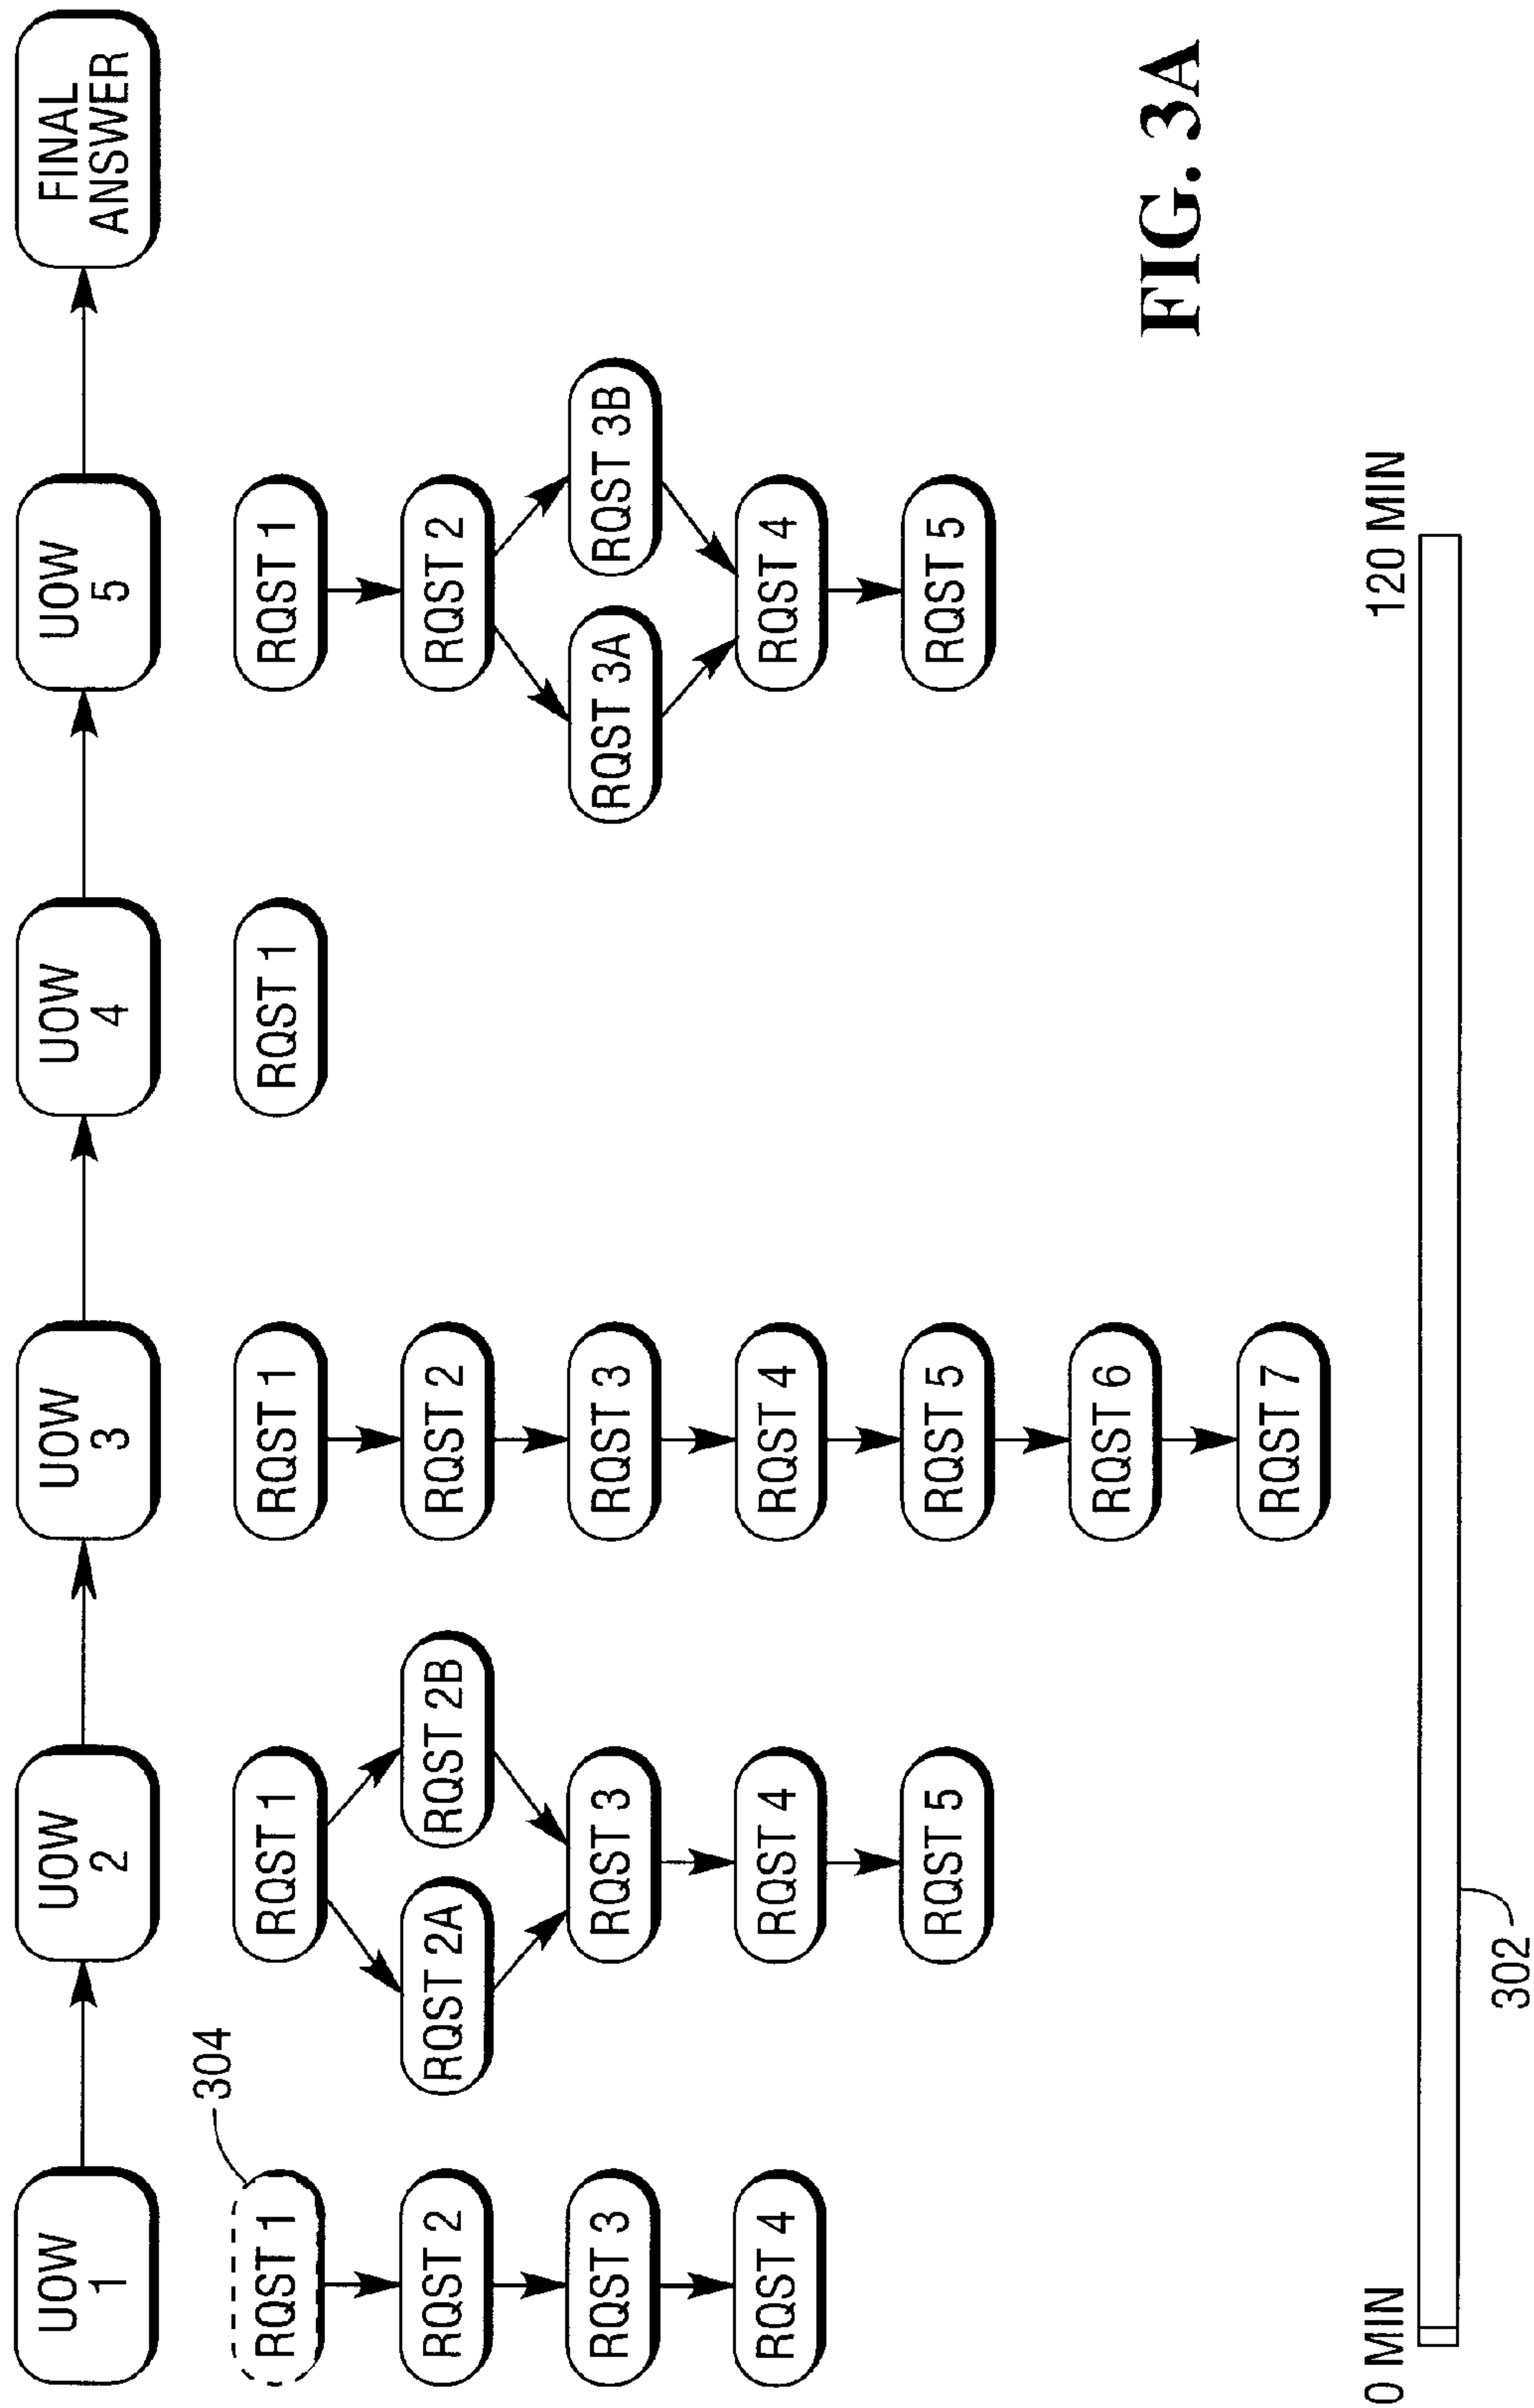 UOW
1
UOW
2
UOW
3
UOW
4
UOW
5
FINAL
ANSWER
304
RQST 1
RQST 2
RQST 3
RQST 4
RQST 1
RQST 2A
RQST 2B
RQST 3
RQST 4
RQST 5
RQST 1
RQST 2
RQST 3
RQST 4
RQST 5
RQST 6
RQST 7
RQST 1
RQST 1
RQST 2
RQST 3A
RQST 3B
RQST 4
RQST 5
0 MIN
120 MIN
302
FIG. 3A